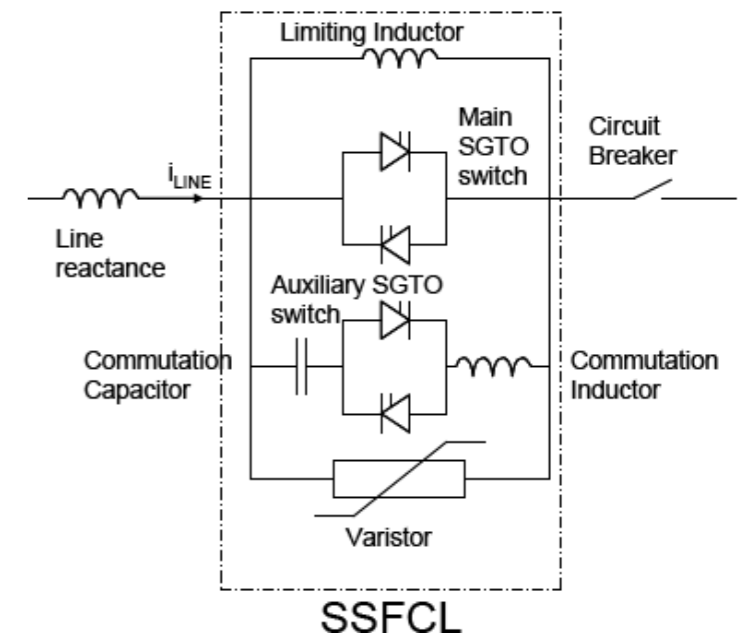 Limiting Inductor
Main
SGTO
switch
Circuit
Breaker
iLINE
Line
reactance
Auxiliary SGTO
switch
Commutation
Capacitor
Commutation
Inductor
Varistor
SSFCL